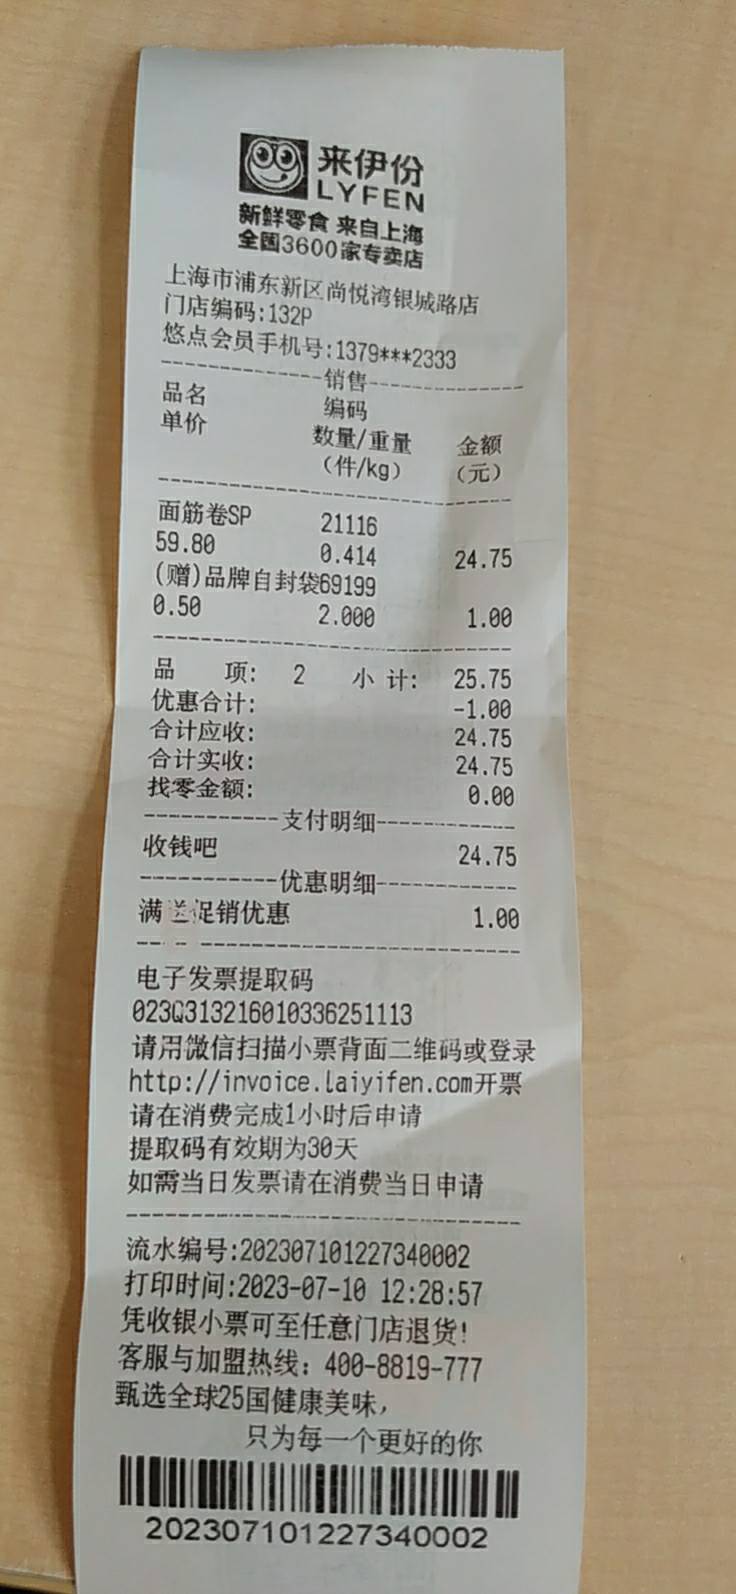 来伊份
LYFEN
新鲜零食 来自上海
全国3600家专卖店
上海市浦东新区尚悦湾银城路店
门店编码:132P
悠点会员手机号:1379***2333
-----------销售-----------
品名 编码
单价 数量/重量 金额
(件/kg) (元)
面筋卷SP 21116
59.80 0.414 24.75
(赠)品牌自封袋69199
0.50 2.000 1.00
品 项: 2 小 计: 25.75
优惠合计: -1.00
合计应收: 24.75
合计实收: 24.75
找零金额: 0.00
-----------支付明细-----------
收钱吧 24.75
-----------优惠明细-----------
满送促销优惠 1.00
电子发票提取码
023Q313216010336251113
请用微信扫描小票背面二维码或登录
http://invoice.laiyifen.com开票
请在消费完成1小时后申请
提取码有效期为30天
如需当日发票请在消费当日申请
流水编号:202307101227340002
打印时间:2023-07-10 12:28:57
凭收银小票可至任意门店退货!
客服与加盟热线: 400-8819-777
甄选全球25国健康美味,
只为每一个更好的你
202307101227340002